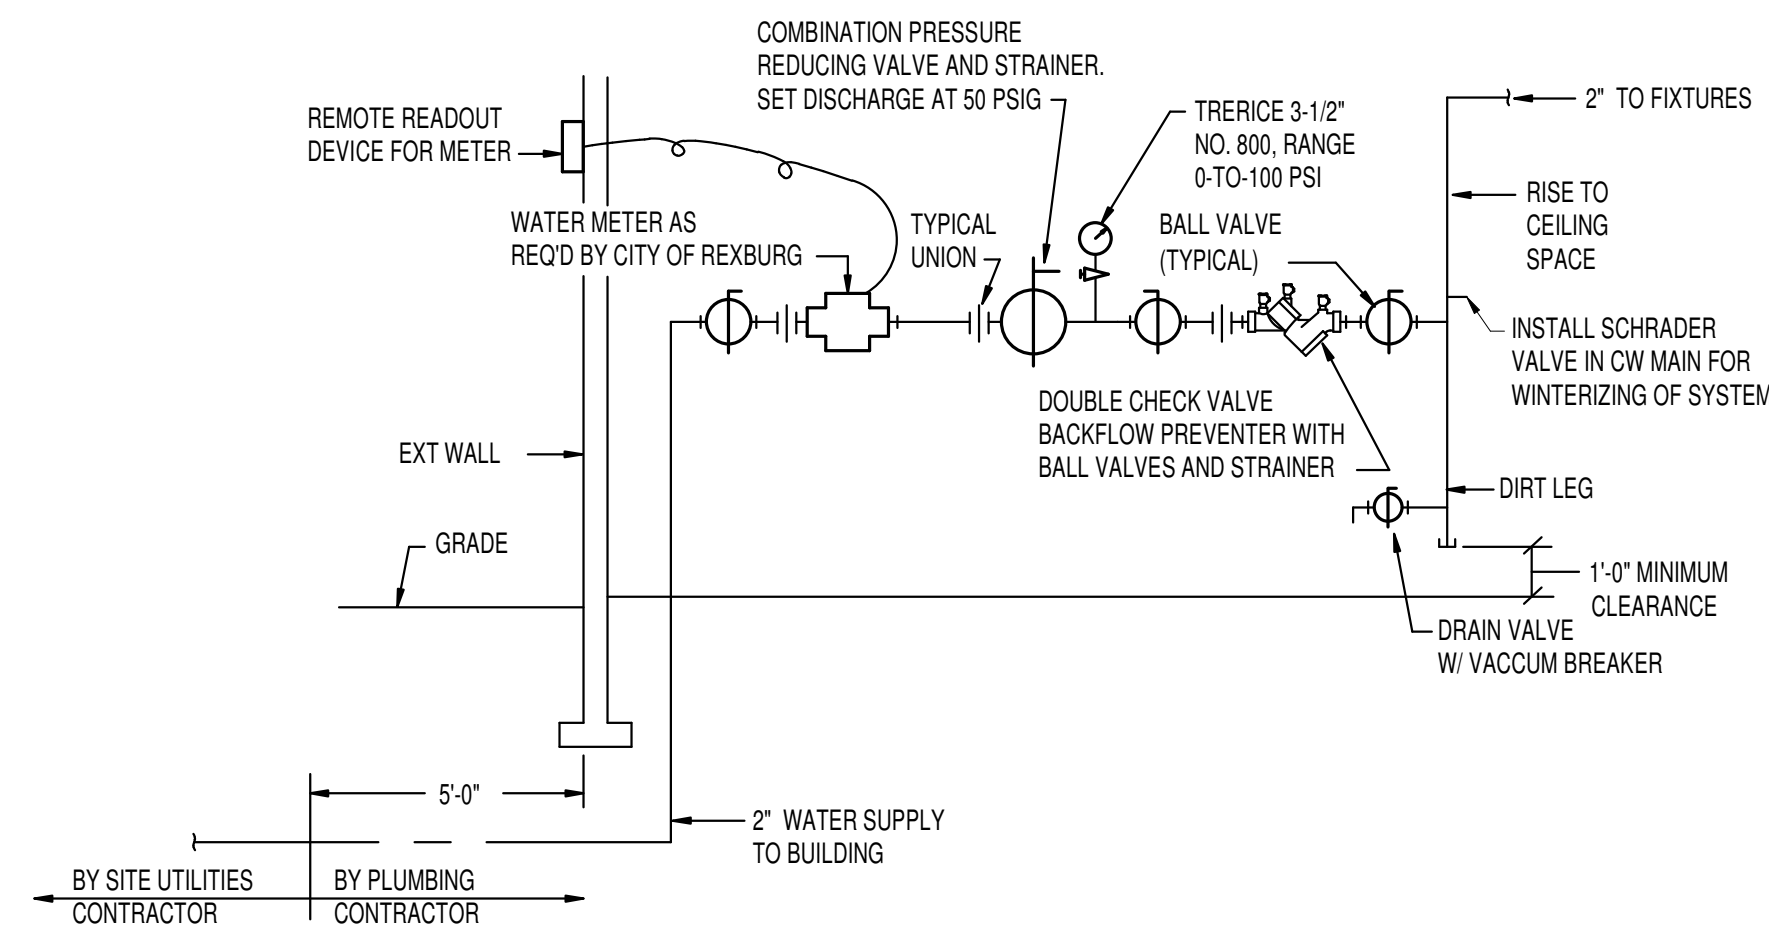 COMBINATION PRESSURE
REDUCING VALVE AND STRAINER.
SET DISCHARGE AT 50 PSIG
REMOTE READOUT
DEVICE FOR METER
TRERICE 3-1/2"
NO. 800, RANGE
0-TO-100 PSI
2" TO FIXTURES
RISE TO
CEILING
SPACE
WATER METER AS
REQ'D BY CITY OF REXBURG
TYPICAL
UNION
BALL VALVE
(TYPICAL)
INSTALL SCHRADER
VALVE IN CW MAIN FOR
WINTERIZING OF SYSTEM
DOUBLE CHECK VALVE
BACKFLOW PREVENTER WITH
BALL VALVES AND STRAINER
EXT WALL
DIRT LEG
GRADE
1'-0" MINIMUM
CLEARANCE
DRAIN VALVE
W/ VACCUM BREAKER
5'-0"
2" WATER SUPPLY
TO BUILDING
BY SITE UTILITIES
CONTRACTOR
BY PLUMBING
CONTRACTOR